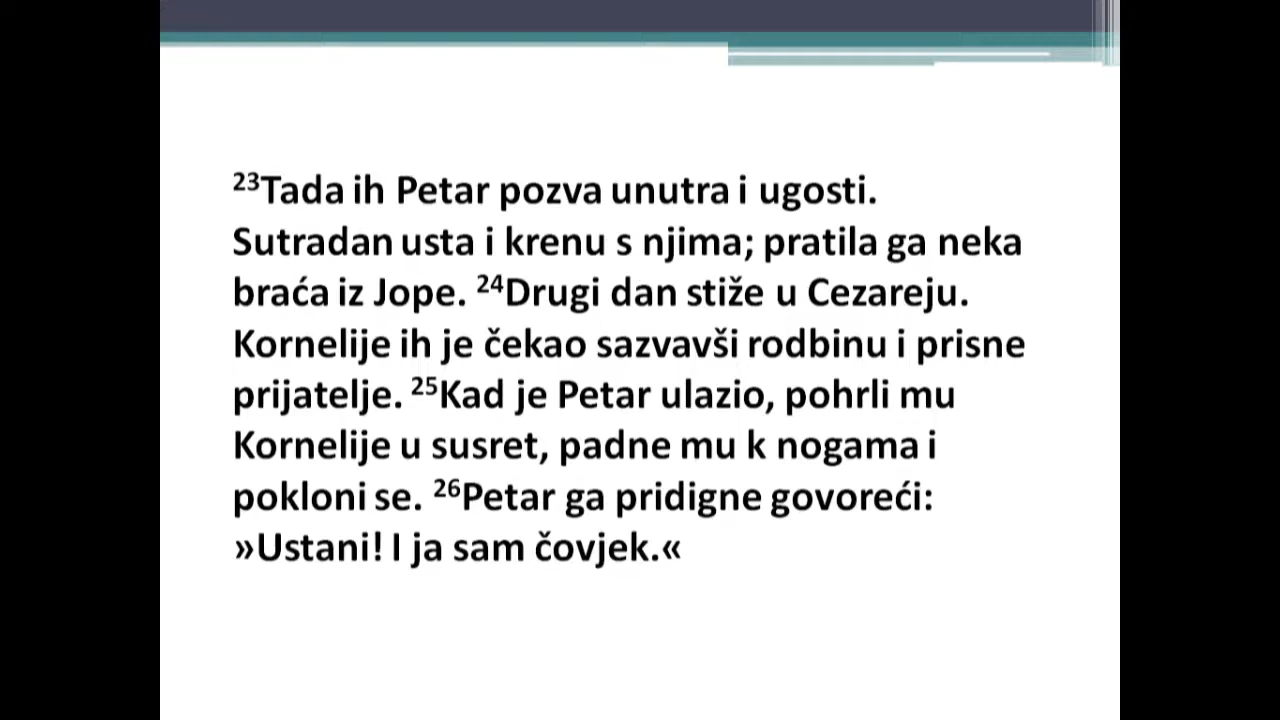 ²³Tada ih Petar pozva unutra i ugosti.
Sutradan usta i krenu s njima; pratila ga neka
braća iz Jope. ²⁴Drugi dan stiže u Cezareju.
Kornelije ih je čekao sazvavši rodbinu i prisne
prijatelje. ²⁵Kad je Petar ulazio, pohrli mu
Kornelije u susret, padne mu k nogama i
pokloni se. ²⁶Petar ga pridigne govoreći:
»Ustani! I ja sam čovjek.«